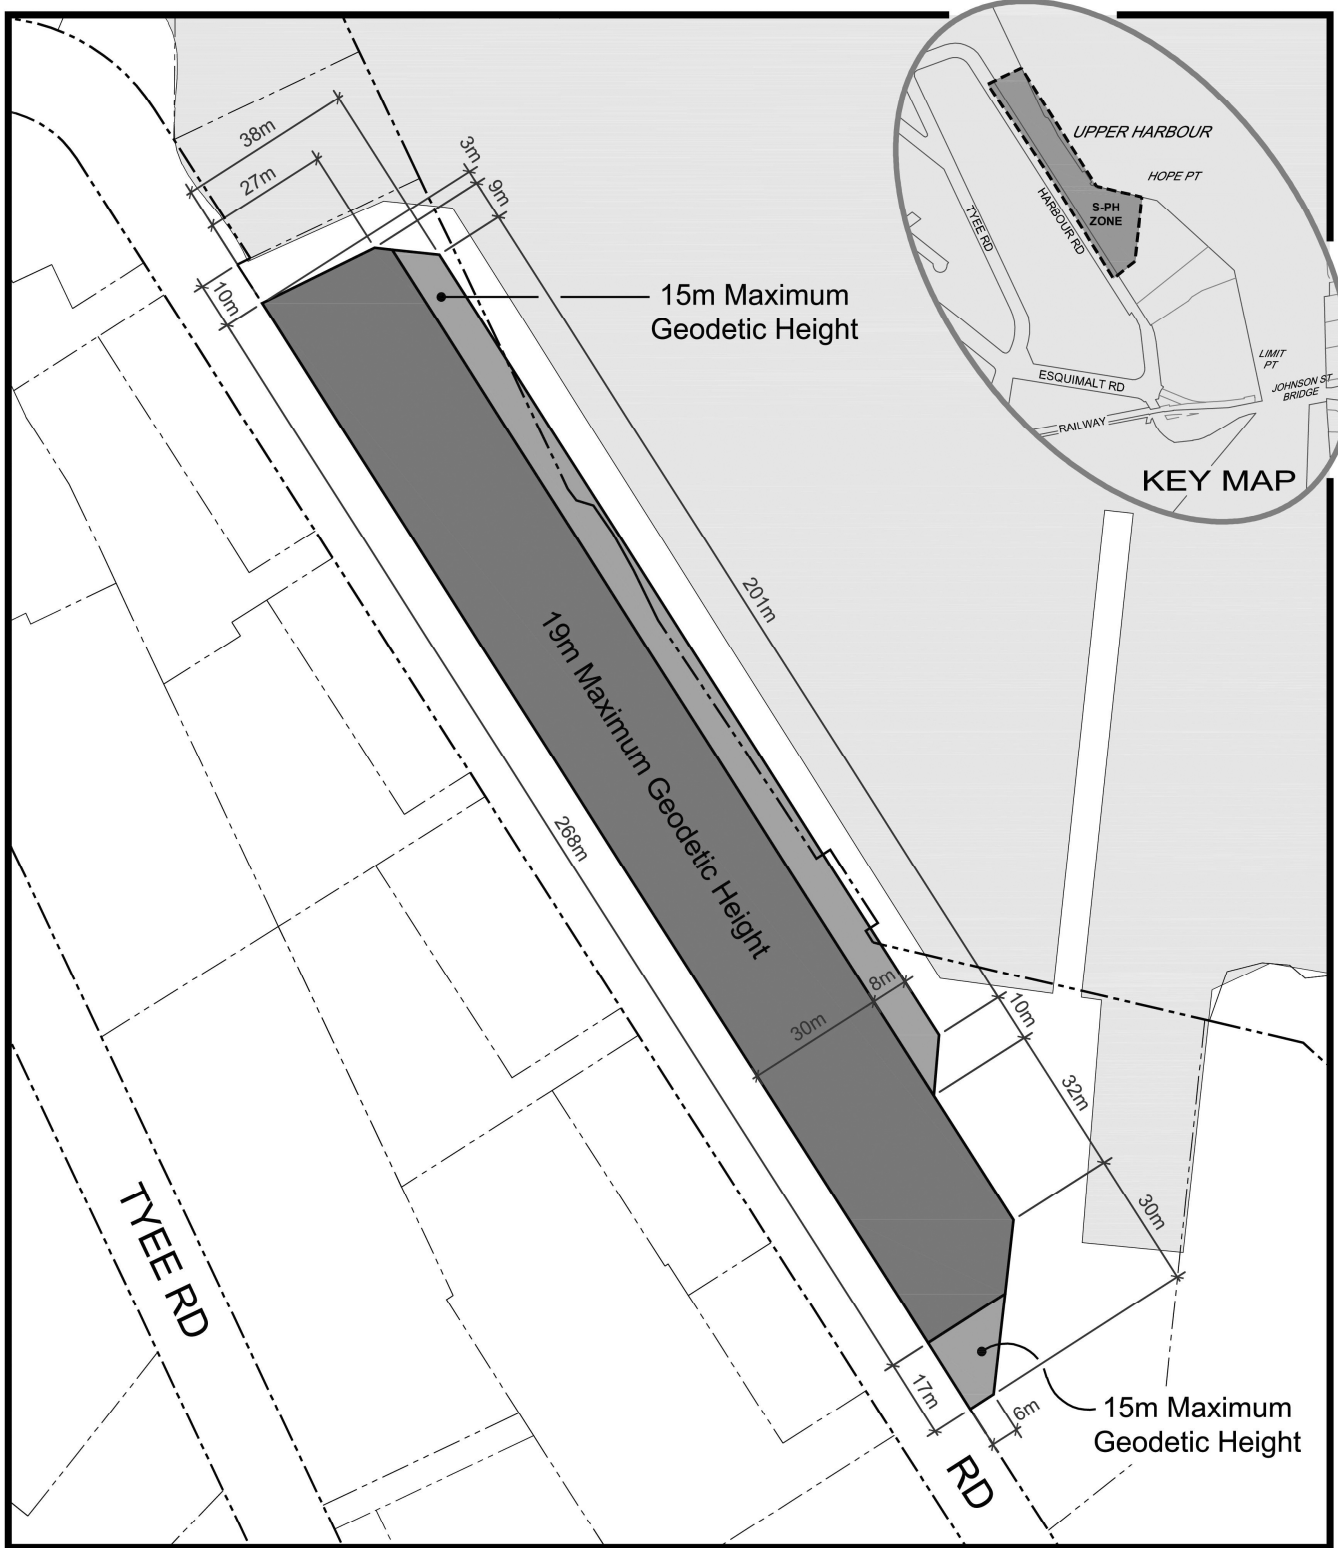 38m
27m
3m
9m
10m
15m Maximum
Geodetic Height
201m
19m Maximum Geodetic Height
268m
8m
30m
10m
32m
30m
17m
6m
15m Maximum
Geodetic Height
TYEE RD
RD
UPPER HARBOUR
HOPE PT
S-PH
ZONE
TYEE RD
HARBOUR RD
LIMIT
PT
ESQUIMALT RD
JOHNSON ST
BRIDGE
RAILWAY
KEY MAP